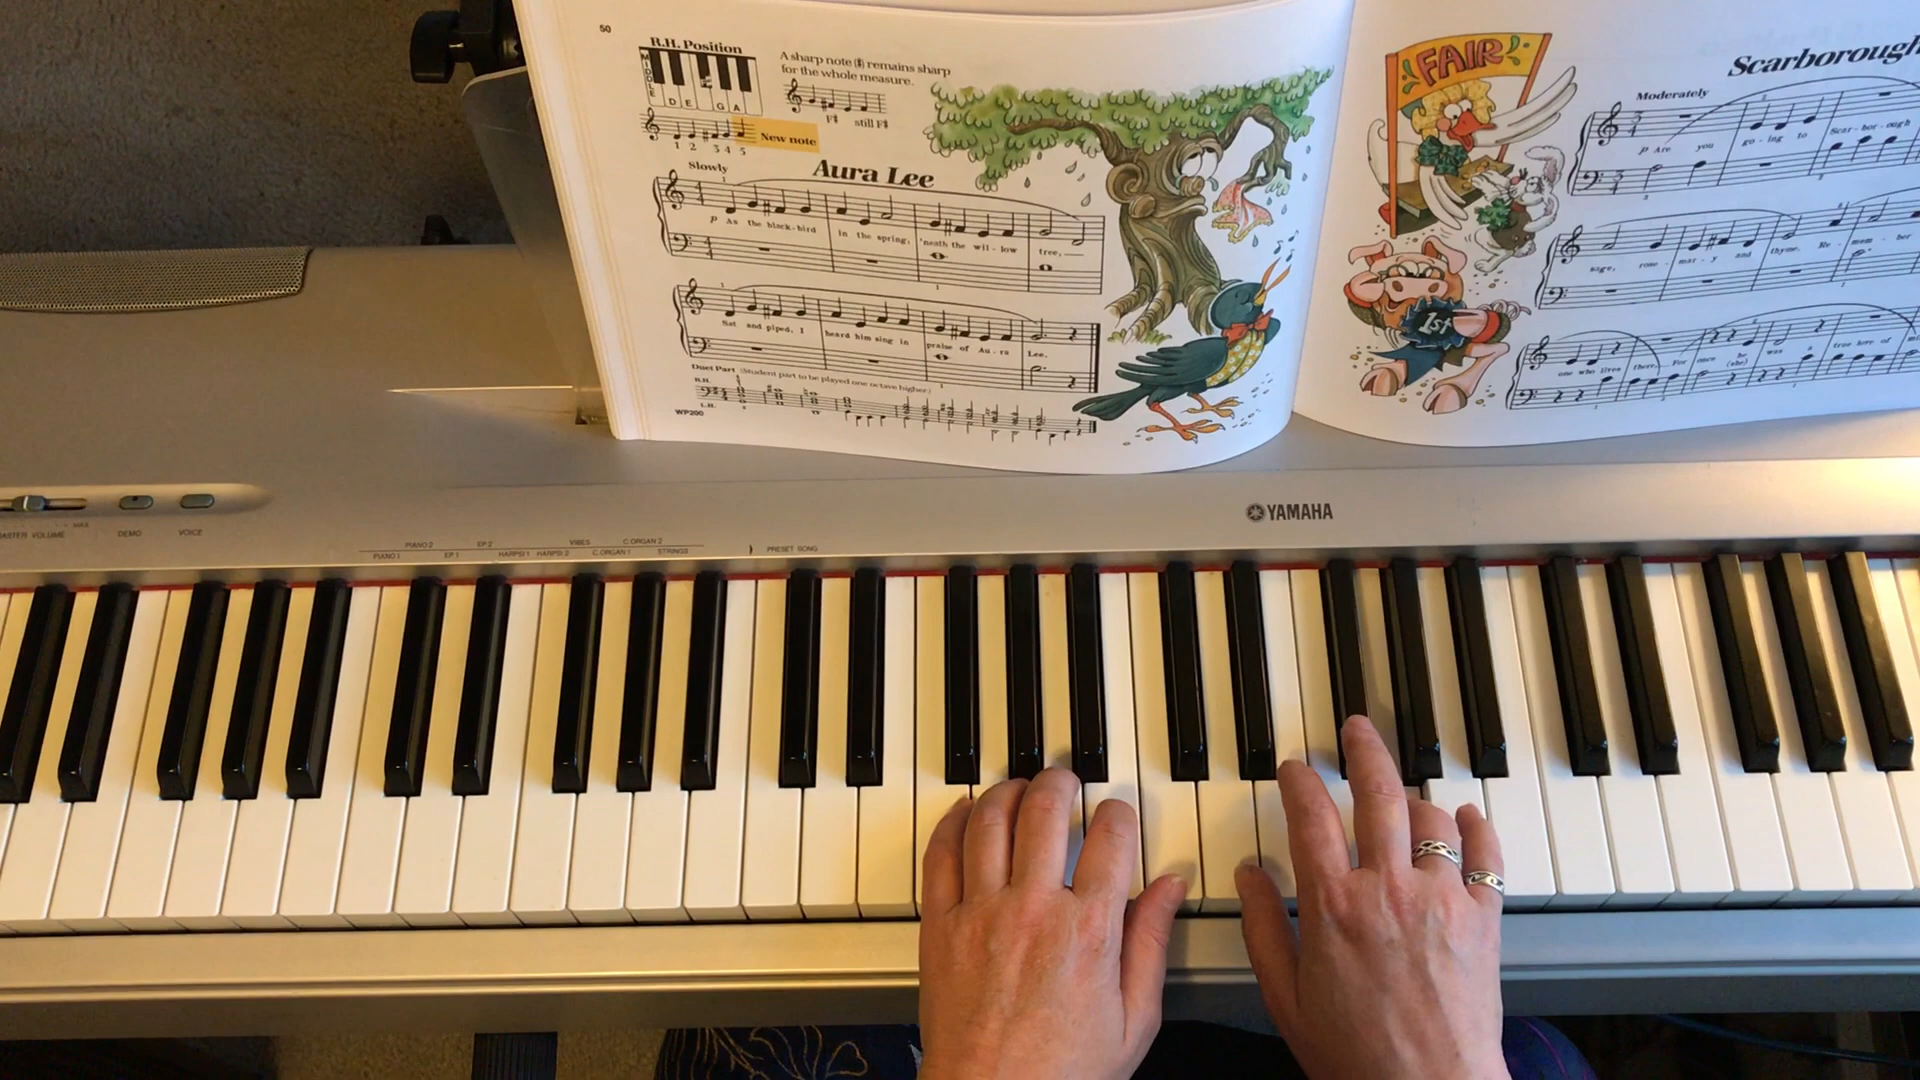 50
R.H. Position
MIDDLE
D E G A
A sharp note (♯) remains sharp
for the whole measure.
F♯ still F♯
New note
1 2 3 4 5
Aura Lee
Slowly
p As the black-bird in the spring, 'neath the wil-low tree,
Sat and piped, I heard him sing in praise of Au-ra Lee.
Duet Part (Student part to be played one octave higher)
R.H.
L.H.
WP200
FAIR
1st
Scarborough
Moderately
p Are you go-ing to Scar-bor-ough
sage, rose-mar-y and thyme. Re-mem-ber
one who lives there, For once he was a true love of
(she)
YAMAHA
MASTER VOLUME
MAX
DEMO
VOICE
PIANO 1
PIANO 2
EP 1
EP 2
HARPSI 1
HARPSI 2
VIBES
C.ORGAN 1
C.ORGAN 2
STRINGS
PRESET SONG